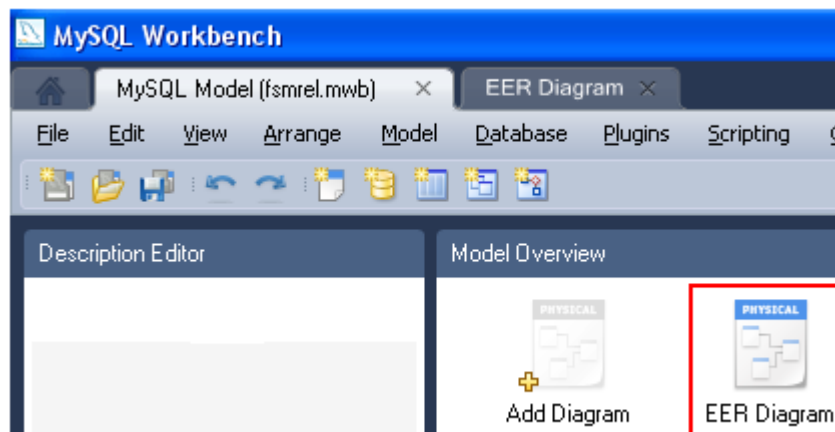 MySQL Workbench
MySQL Model (fsmrel.mwb) EER Diagram
File Edit View Arrange Model Database Plugins Scripting
Description Editor Model Overview
PHYSICAL PHYSICAL
Add Diagram EER Diagram